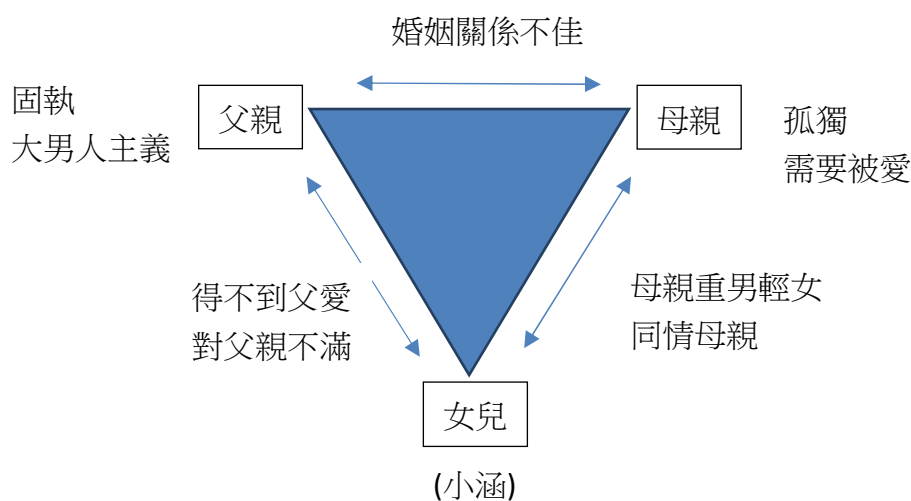 婚姻關係不佳
固執
大男人主義
父親
母親
孤獨
需要被愛
得不到父愛
對父親不滿
母親重男輕女
同情母親
女兒
(小涵)